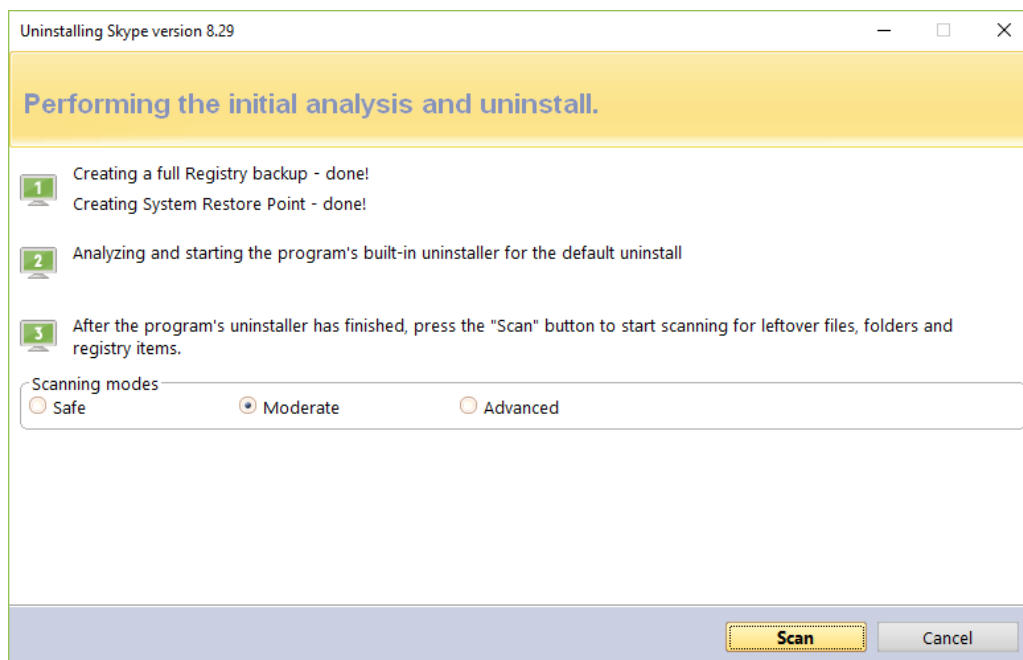 Uninstalling Skype version 8.29
Performing the initial analysis and uninstall.
1
Creating a full Registry backup - done!
Creating System Restore Point - done!
2
Analyzing and starting the program's built-in uninstaller for the default uninstall
3
After the program's uninstaller has finished, press the "Scan" button to start scanning for leftover files, folders and
registry items.
Scanning modes
Safe Moderate Advanced
Scan Cancel